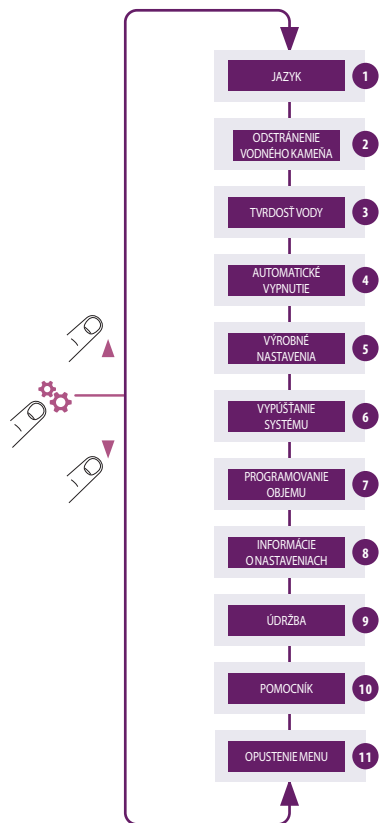 JAZYK
1
ODSTRÁNENIE
VODNÉHO KAMEŇA
2
TVRDOSŤ VODY
3
AUTOMATICKÉ
VYPNUTIE
4
VÝROBNÉ
NASTAVENIA
5
VYPÚŠŤANIE
SYSTÉMU
6
PROGRAMOVANIE
OBJEMU
7
INFORMÁCIE
O NASTAVENIACH
8
ÚDRŽBA
9
POMOCNÍK
10
OPUSTENIE MENU
11